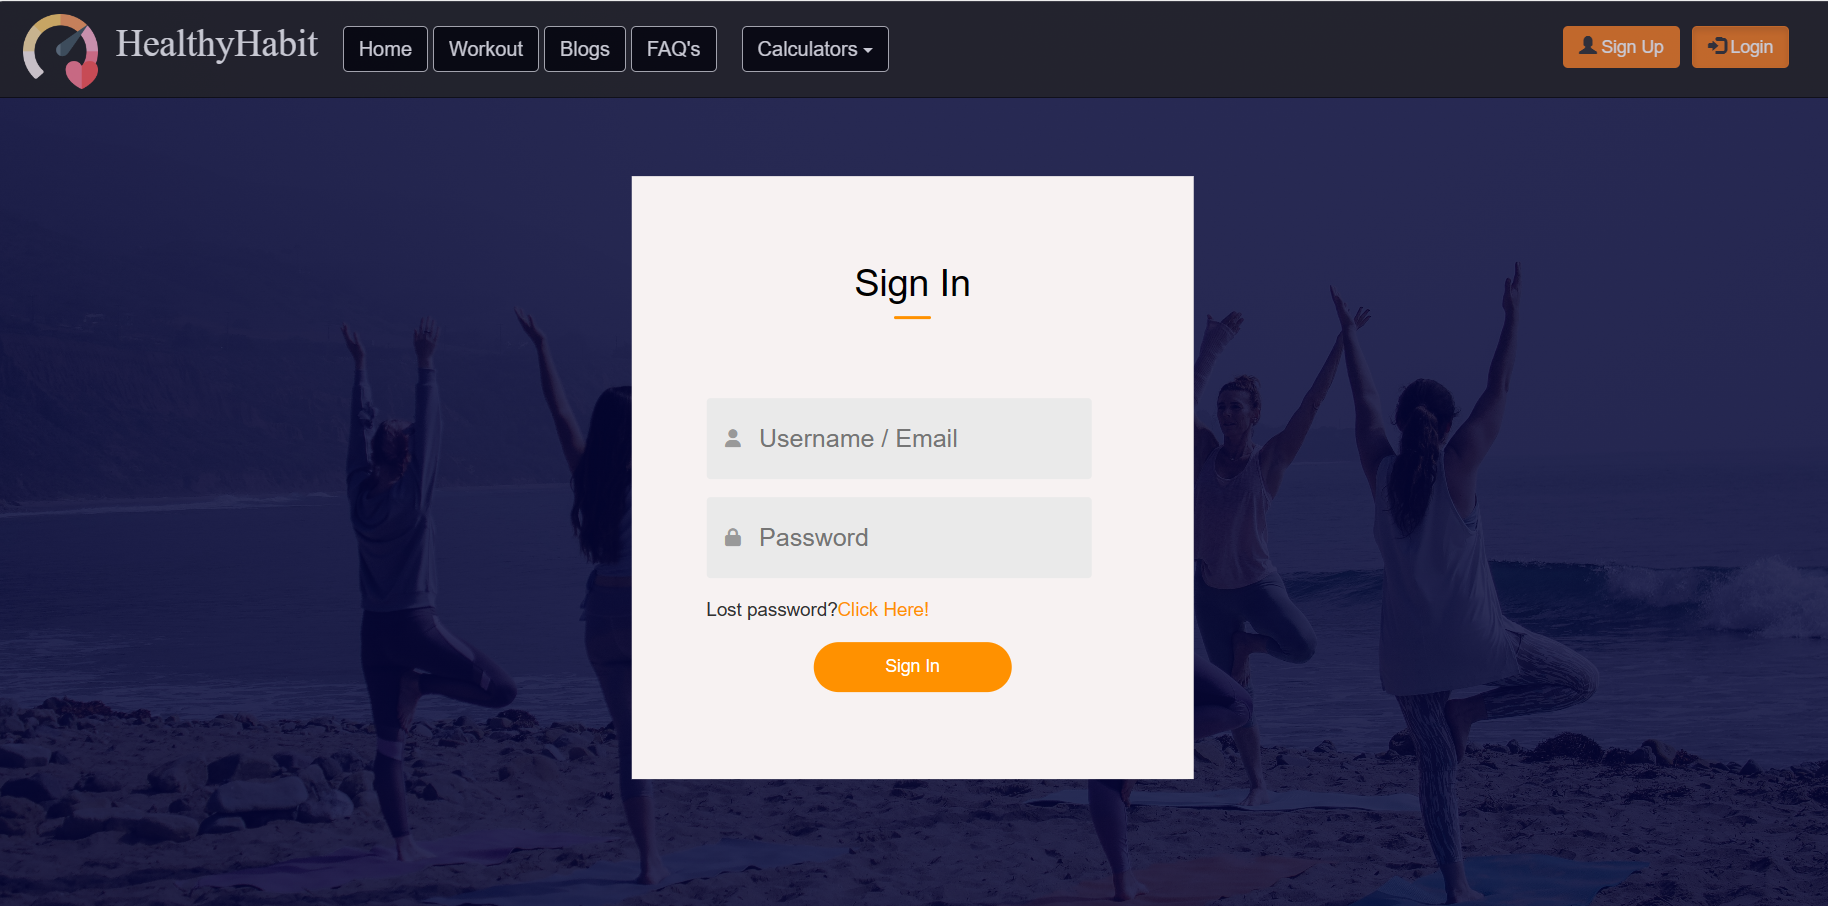 HealthyHabit Home Workout Blogs FAQ's Calculators Sign Up Login
Sign In
Username / Email
Password
Lost password?Click Here!
Sign In